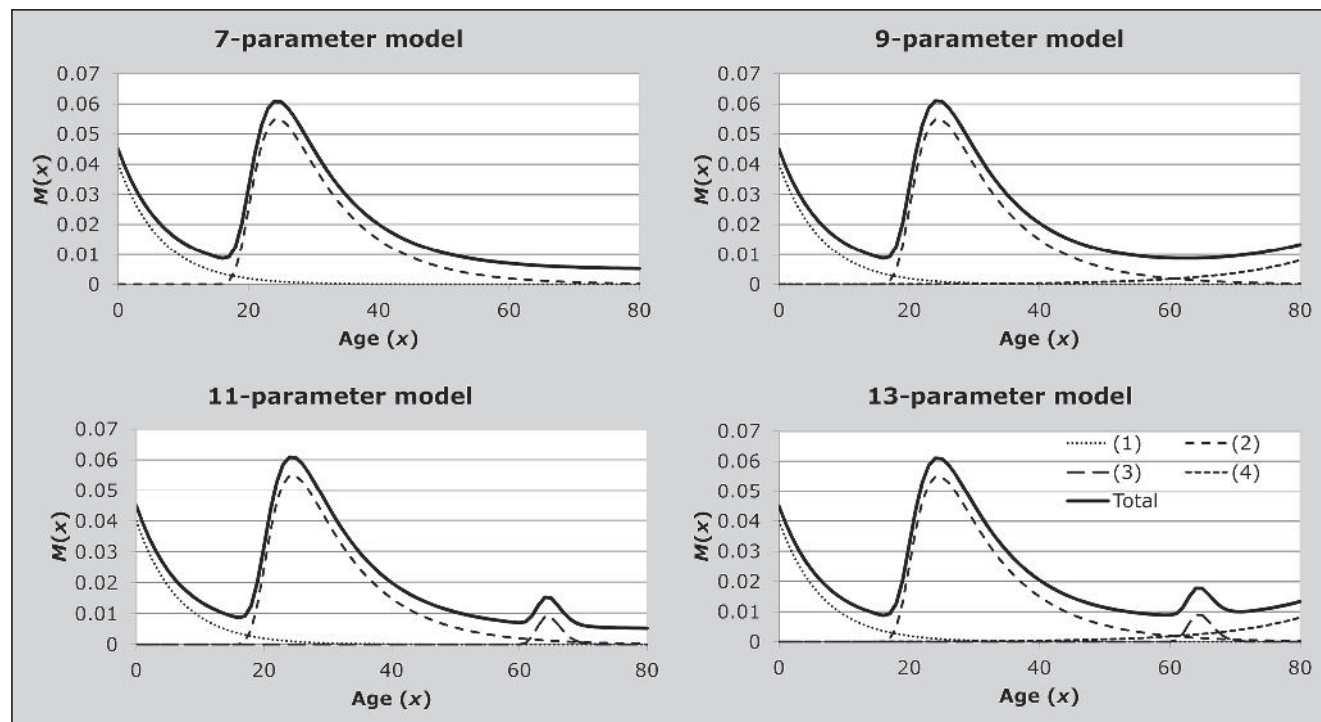 7-parameter model
0.07
0.06
0.05
0.04
0.03
0.02
0.01
0
M(x)
0 20 40 60 80
Age (x)
9-parameter model
0.07
0.06
0.05
0.04
0.03
0.02
0.01
0
M(x)
0 20 40 60 80
Age (x)
11-parameter model
0.07
0.06
0.05
0.04
0.03
0.02
0.01
0
M(x)
0 20 40 60 80
Age (x)
13-parameter model
0.07
0.06
0.05
0.04
0.03
0.02
0.01
0
M(x)
(1) (2)
(3) (4)
Total
0 20 40 60 80
Age (x)